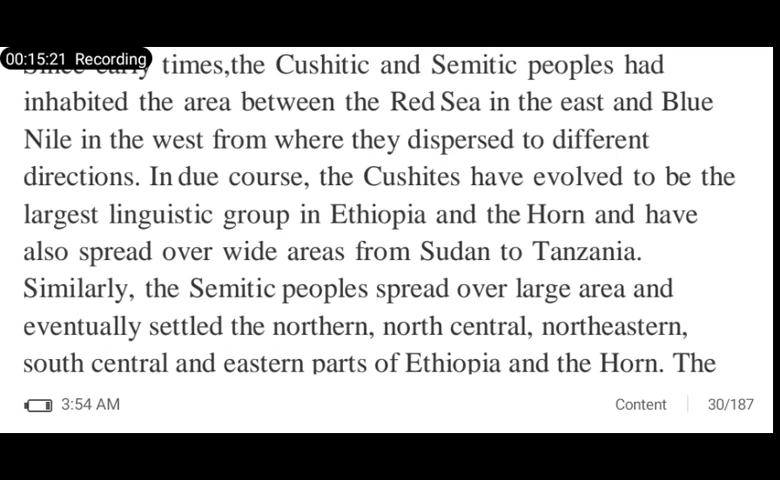 00:15:21 Recording
times,the Cushitic and Semitic peoples had
inhabited the area between the Red Sea in the east and Blue
Nile in the west from where they dispersed to different
directions. In due course, the Cushites have evolved to be the
largest linguistic group in Ethiopia and the Horn and have
also spread over wide areas from Sudan to Tanzania.
Similarly, the Semitic peoples spread over large area and
eventually settled the northern, north central, northeastern,
south central and eastern parts of Ethiopia and the Horn. The
3:54 AM
Content
30/187